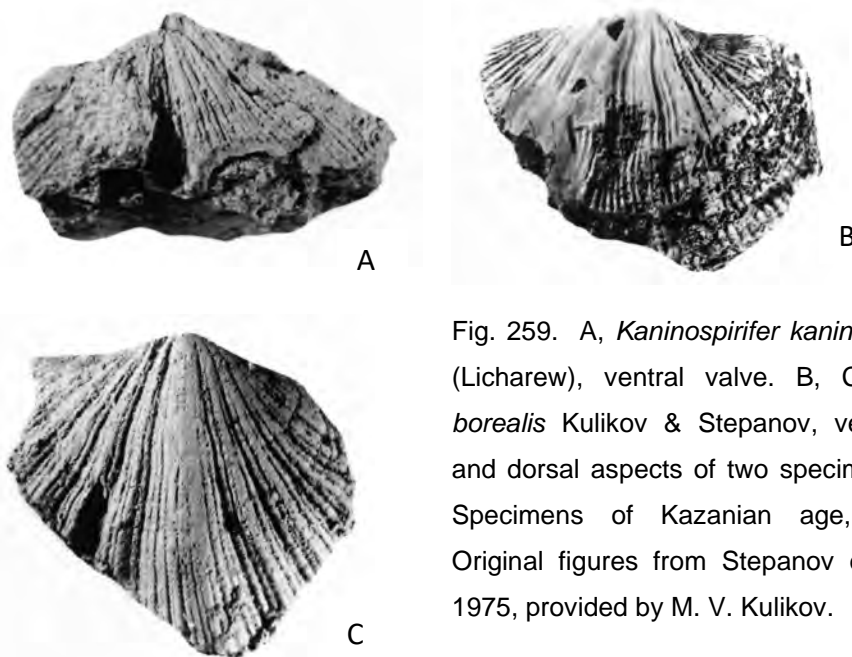 A
B
Fig. 259. A, Kaninospirifer kanin
(Licharew), ventral valve. B, C
borealis Kulikov & Stepanov, ve
and dorsal aspects of two specim
Specimens of Kazanian age,
Original figures from Stepanov e
1975, provided by M. V. Kulikov.
C